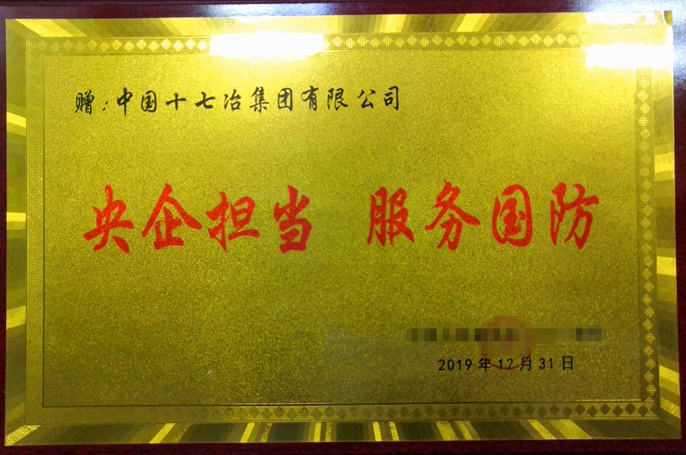 赠:中国十七冶集团有限公司
央企担当 服务国防
2019年12月31日